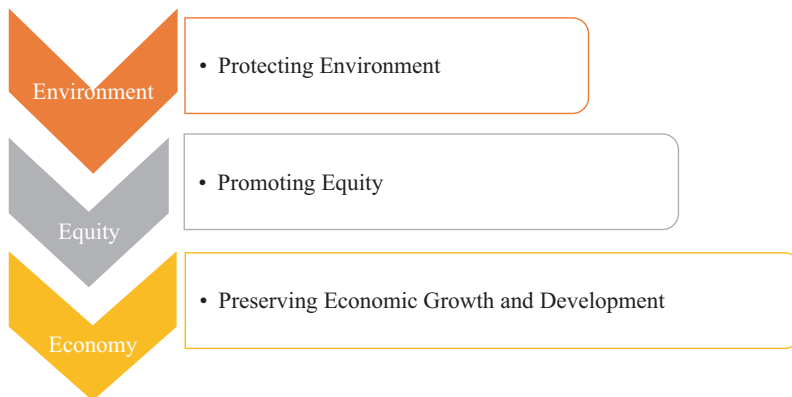 Environment
• Protecting Environment
Equity
• Promoting Equity
Economy
• Preserving Economic Growth and Development